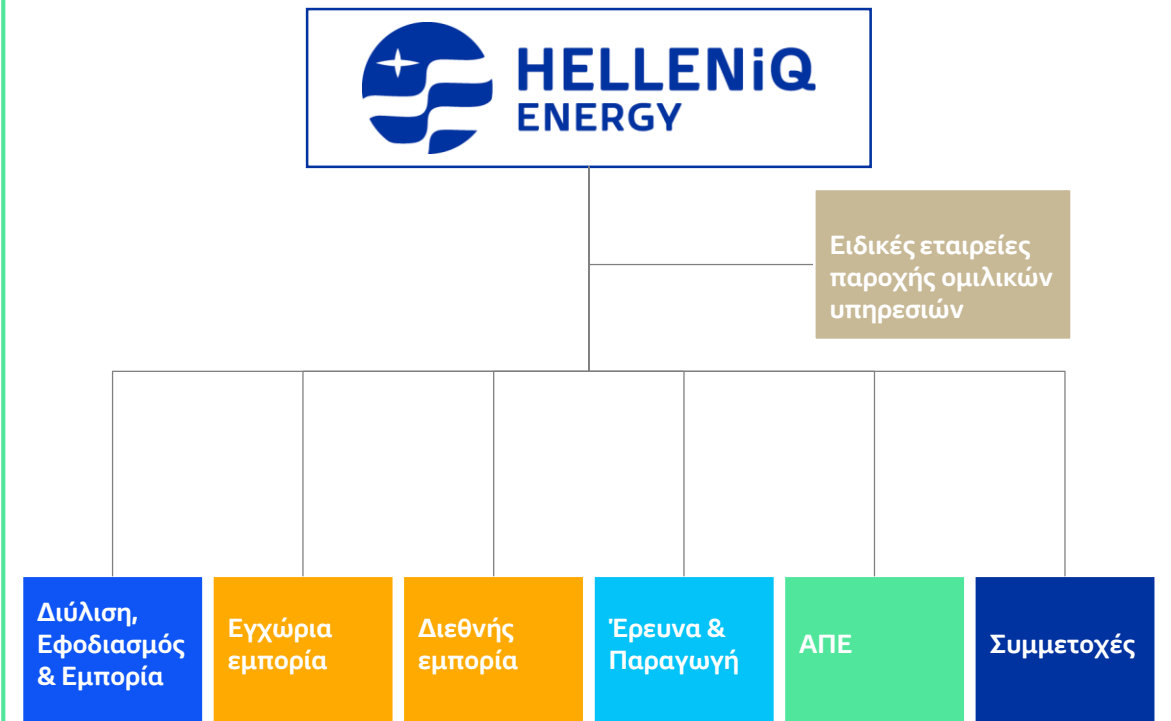 HELLENiQ
ENERGY
Ειδικές εταιρείες
παροχής ομιλικών
υπηρεσιών
Διύλιση,
Εφοδιασμός
& Εμπορία
Εγχώρια
εμπορία
Διεθνής
εμπορία
Έρευνα &
Παραγωγή
ΑΠΕ
Συμμετοχές